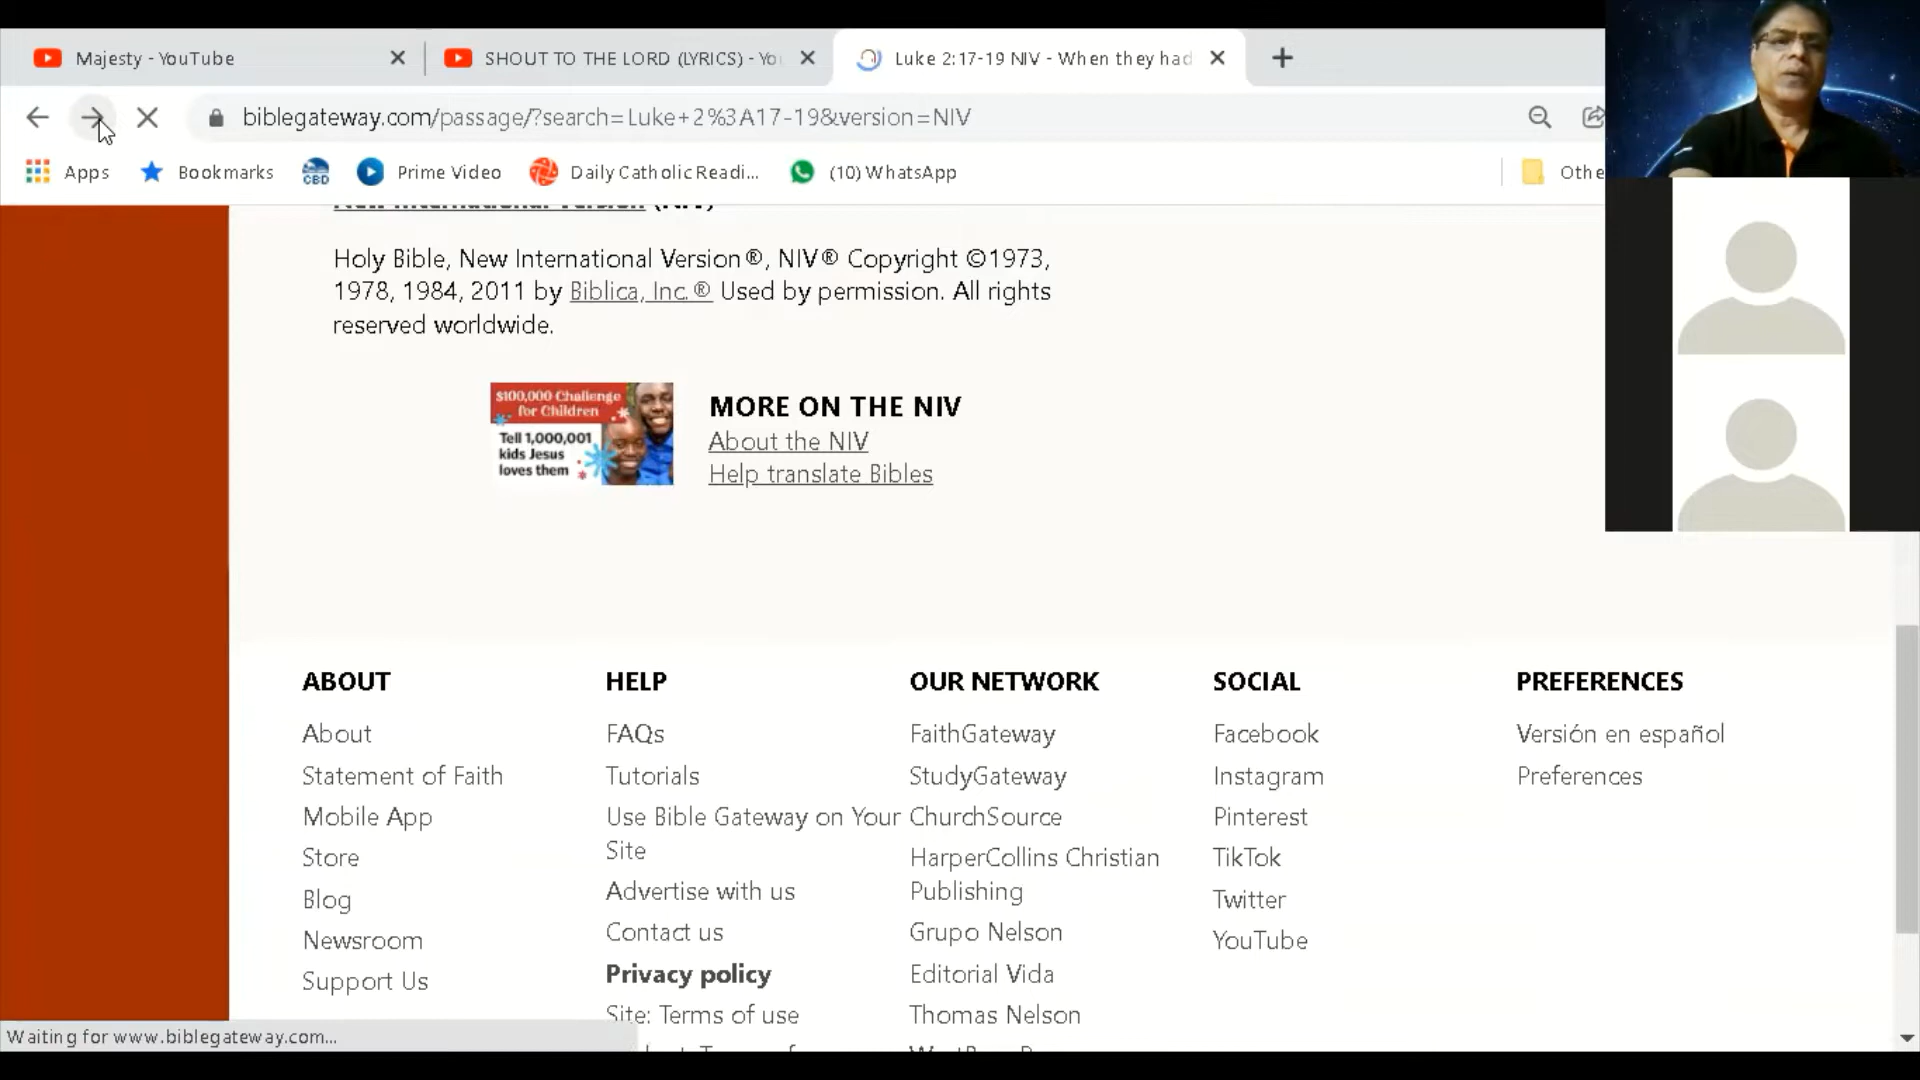 Majesty - YouTube
SHOUT TO THE LORD (LYRICS) - Yo
Luke 2:17-19 NIV - When they had
biblegateway.com/passage/?search=Luke+2%3A17-19&version=NIV
Apps
Bookmarks
CBD
Prime Video
Daily Catholic Readi...
(10) WhatsApp
Othe
New International Version (NIV)
Holy Bible, New International Version®, NIV® Copyright ©1973,
1978, 1984, 2011 by Biblica, Inc.® Used by permission. All rights
reserved worldwide.
$100,000 Challenge
for Children
Tell 1,000,001
kids Jesus
loves them
MORE ON THE NIV
About the NIV
Help translate Bibles
ABOUT
About
Statement of Faith
Mobile App
Store
Blog
Newsroom
Support Us
HELP
FAQs
Tutorials
Use Bible Gateway on Your
Site
Advertise with us
Contact us
Privacy policy
Site: Terms of use
OUR NETWORK
FaithGateway
StudyGateway
ChurchSource
HarperCollins Christian
Publishing
Grupo Nelson
Editorial Vida
Thomas Nelson
SOCIAL
Facebook
Instagram
Pinterest
TikTok
Twitter
YouTube
PREFERENCES
Versión en español
Preferences
Waiting for www.biblegateway.com...